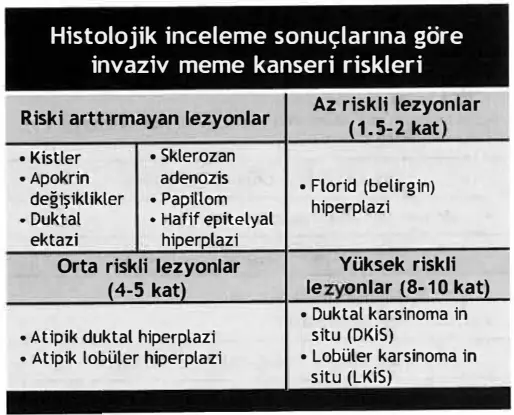 Histolojik inceleme sonuçlarına göre
invaziv meme kanseri riskleri
Riski arttırmayan lezyonlar
Az riskli lezyonlar
(1.5-2 kat)
• Kistler
• Apokrin
değişiklikler
• Duktal
ektazi
• Sklerozan
adenozis
• Papillom
• Hafif epitelyal
hiperplazi
• Florid (belirgin)
hiperplazi
Orta riskli lezyonlar
(4-5 kat)
Yüksek riskli
lezyonlar (8-10 kat)
• Atipik duktal hiperplazi
• Atipik lobüler hiperplazi
• Duktal karsinoma in
situ (DKİS)
• Lobüler karsinoma in
situ (LKİS)